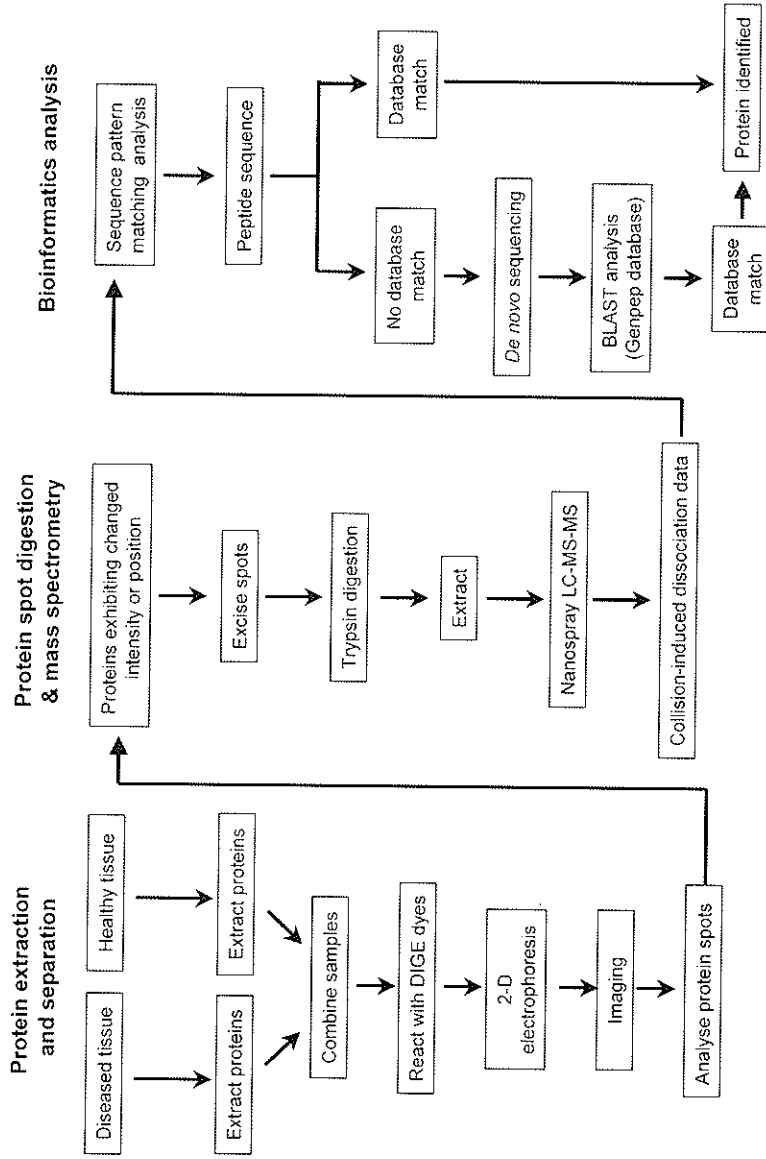 Protein extraction
and separation
Diseased tissue
Healthy tissue
Extract proteins
Extract proteins
Combine samples
React with DIGE dyes
2-D
electrophoresis
Imaging
Analyse protein spots
Protein spot digestion
& mass spectrometry
Proteins exhibiting changed
intensity or position
Excise spots
Trypsin digestion
Extract
Nanospray LC-MS-MS
Collision-induced dissociation data
Bioinformatics analysis
Sequence pattern
matching analysis
Peptide sequence
No database
match
Database
match
De novo sequencing
BLAST analysis
(Genpep database)
Database
match
Protein identified